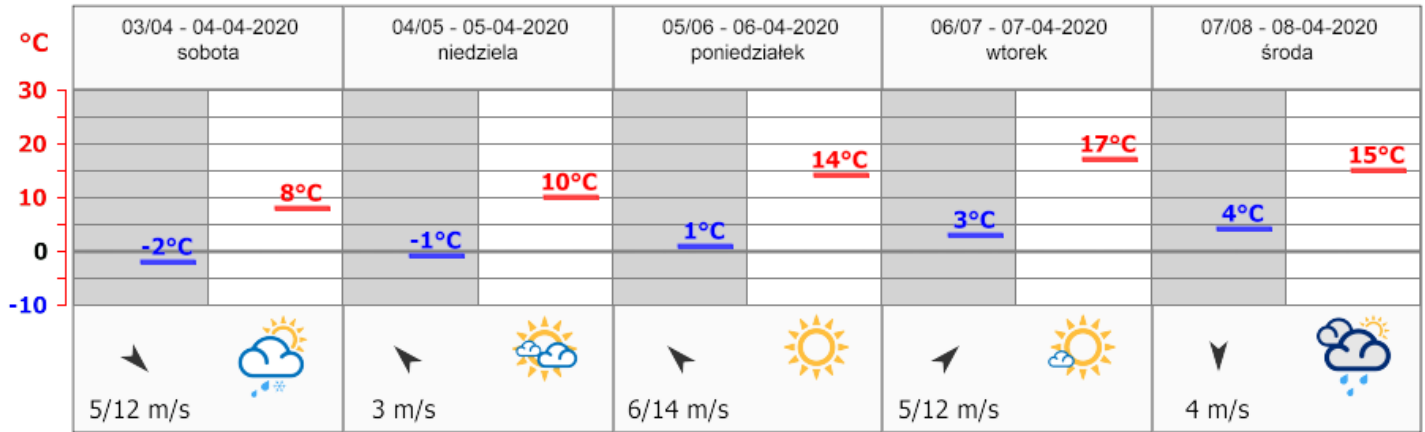 °C
03/04 - 04-04-2020
sobota
04/05 - 05-04-2020
niedziela
05/06 - 06-04-2020
poniedziałek
06/07 - 07-04-2020
wtorek
07/08 - 08-04-2020
środa
30
20
10
0
-10
-2°C
8°C
-1°C
10°C
1°C
14°C
3°C
17°C
4°C
15°C
5/12 m/s
3 m/s
6/14 m/s
5/12 m/s
4 m/s